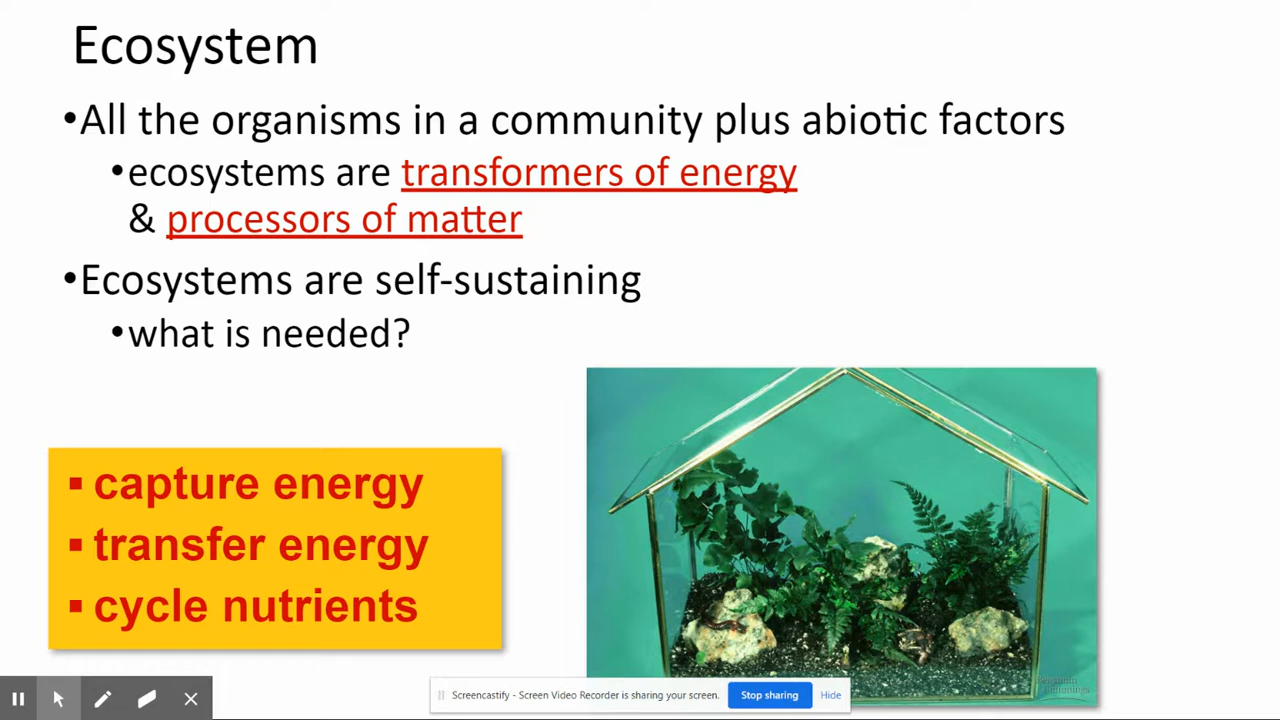 Ecosystem
•All the organisms in a community plus abiotic factors
•ecosystems are transformers of energy
& processors of matter
•Ecosystems are self-sustaining
•what is needed?
▪ capture energy
▪ transfer energy
▪ cycle nutrients
Benjamin
Cummings
Screencastify - Screen Video Recorder is sharing your screen. Stop sharing Hide